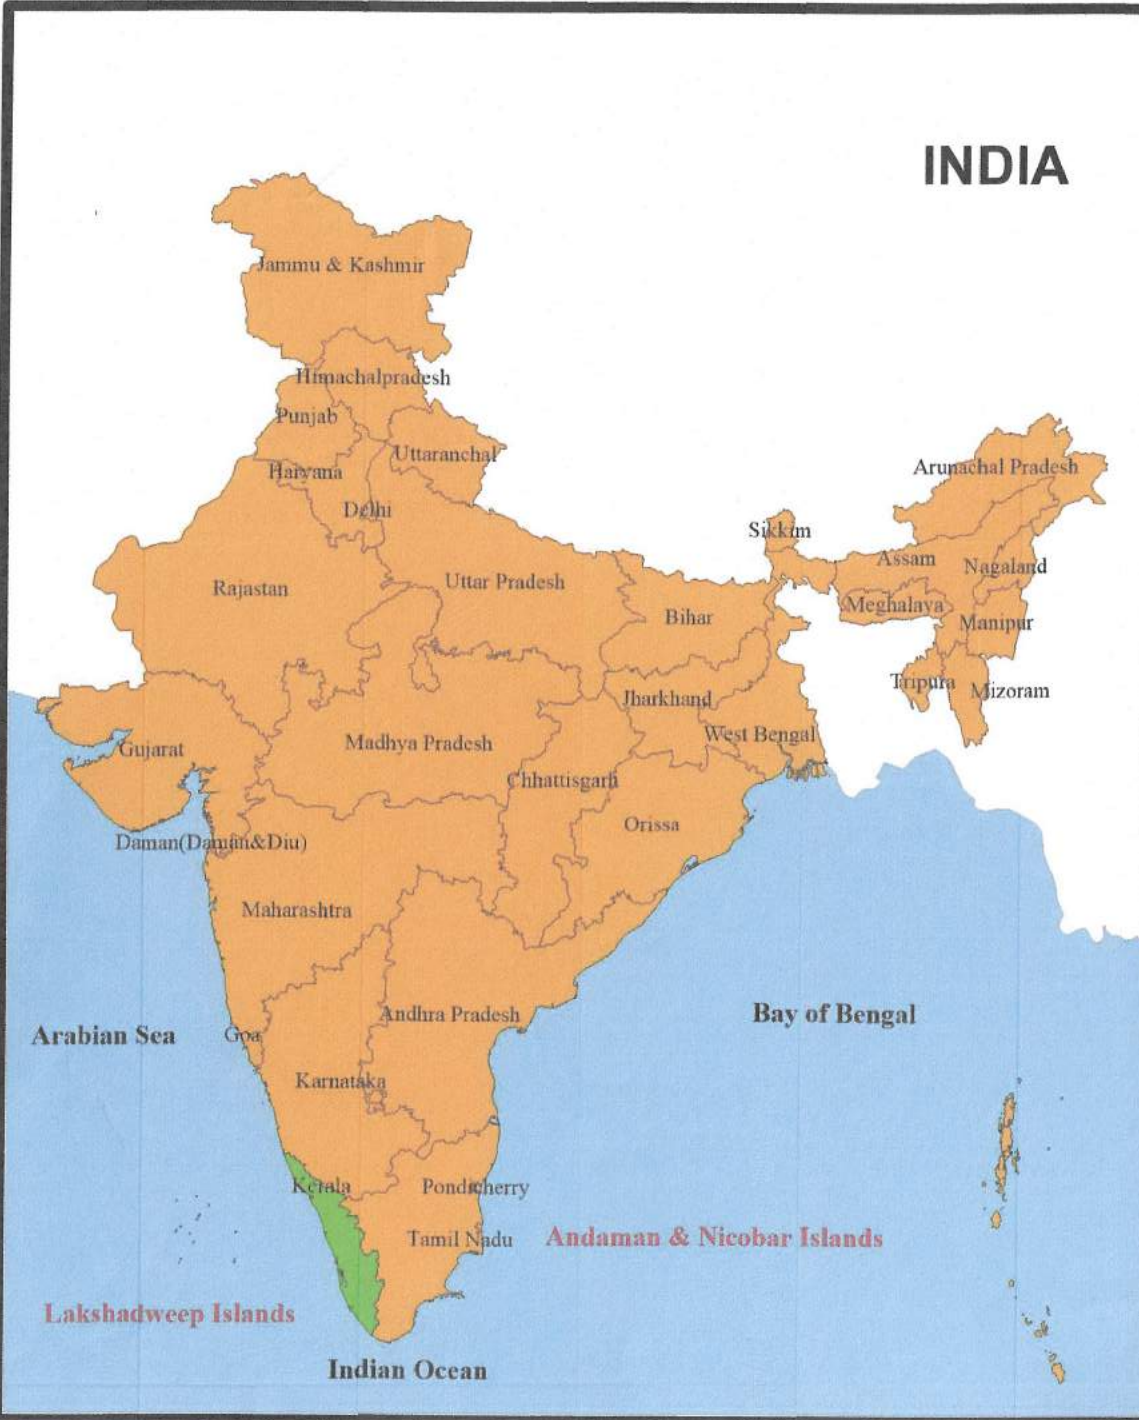 INDIA
Jammu & Kashmir
Himachalpradesh
Punjab
Uttaranchal
Haryana
Arunachal Pradesh
Delhi
Sikkim
Assam
Nagaland
Rajastan
Uttar Pradesh
Meghalaya
Bihar
Manipur
Tripura
Mizoram
Jharkhand
West Bengal
Gujarat
Madhya Pradesh
Chhattisgarh
Orissa
Daman(Daman&Diu)
Maharashtra
Andhra Pradesh
Bay of Bengal
Arabian Sea
Goa
Karnataka
Kerala
Pondicherry
Tamil Nadu
Andaman & Nicobar Islands
Lakshadweep Islands
Indian Ocean